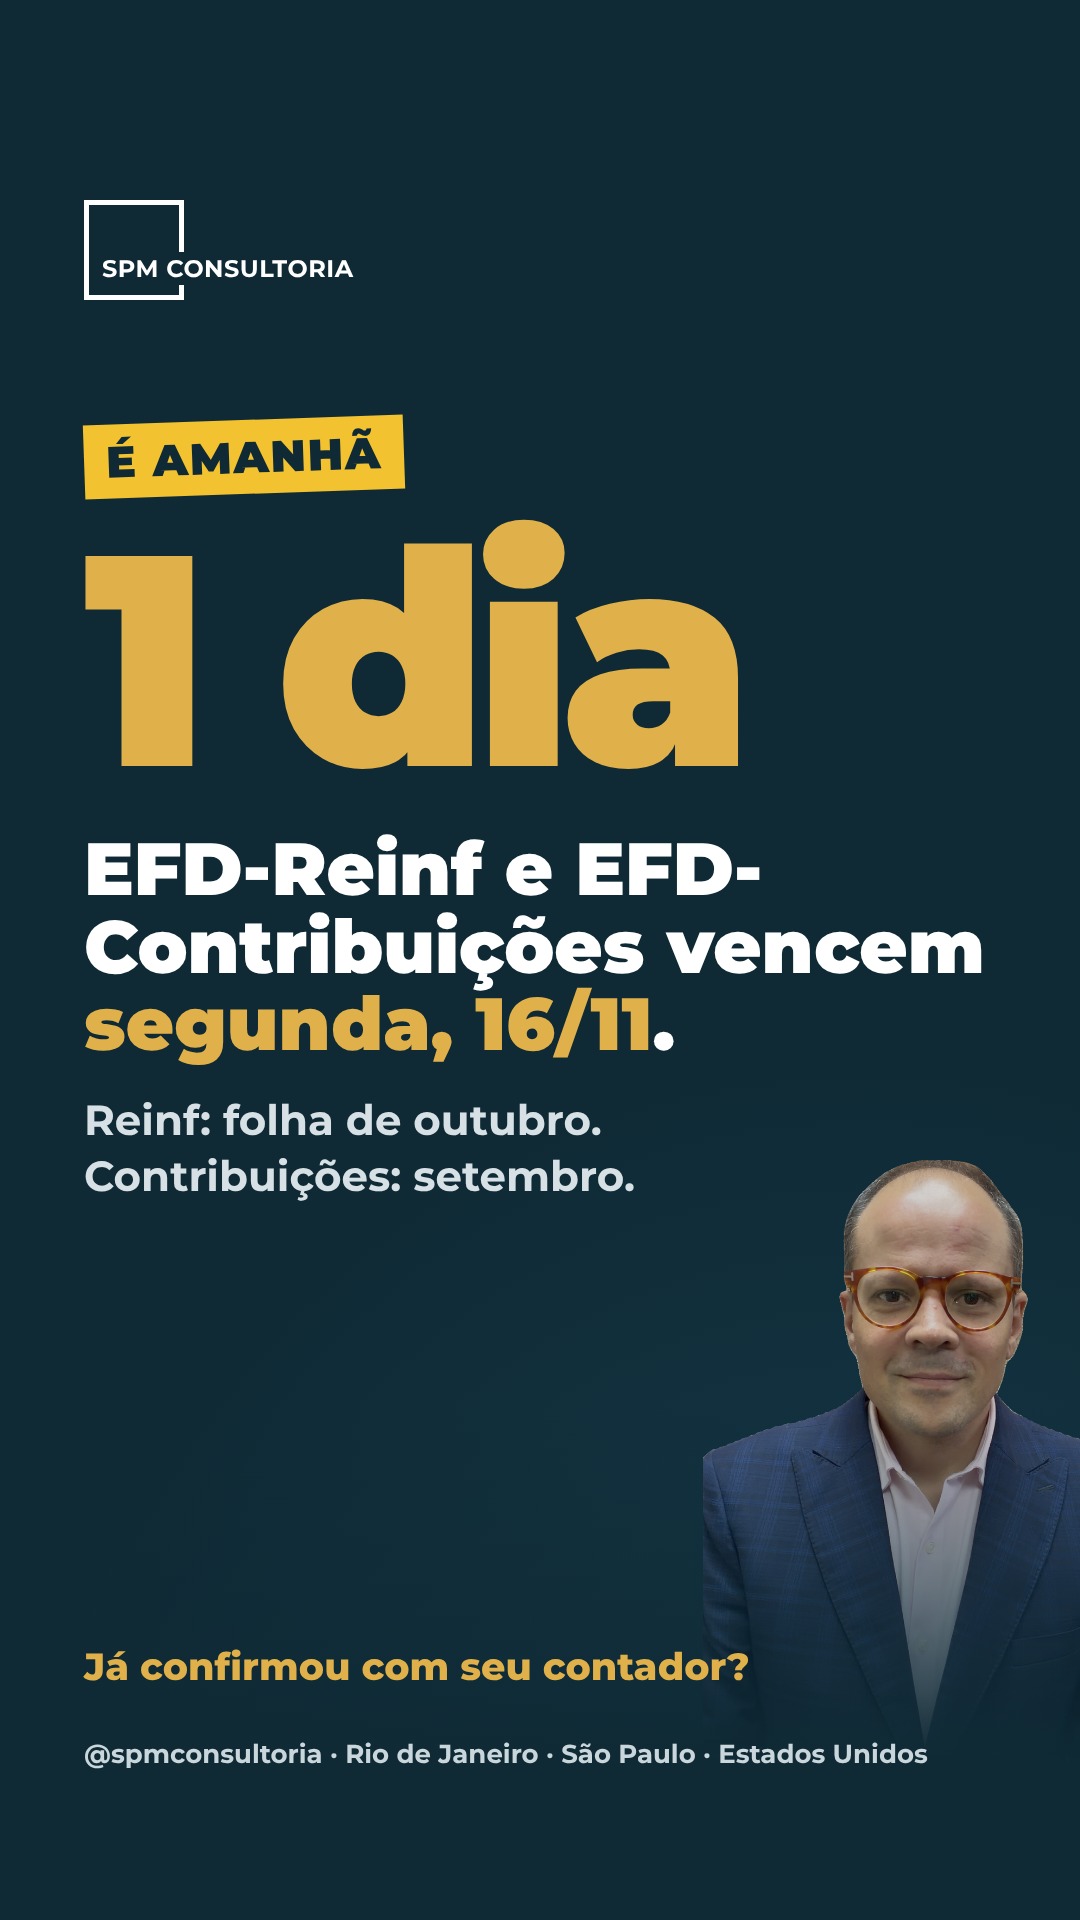 SPM CONSULTORIA
É AMANHÃ
1 dia
EFD-Reinf e EFD-
Contribuições vencem
segunda, 16/11.
Reinf: folha de outubro.
Contribuições: setembro.
Já confirmou com seu contador?
@spmconsultoria · Rio de Janeiro · São Paulo · Estados Unidos